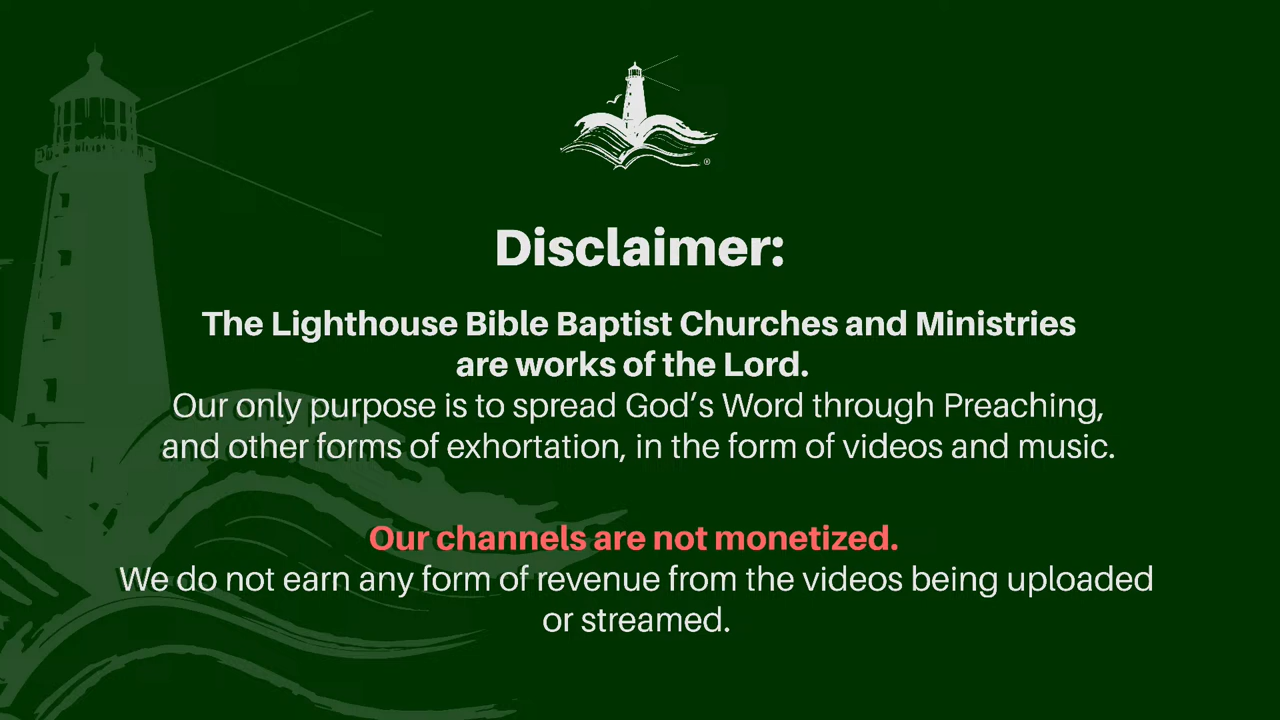 ®
Disclaimer:
The Lighthouse Bible Baptist Churches and Ministries
are works of the Lord.
Our only purpose is to spread God’s Word through Preaching,
and other forms of exhortation, in the form of videos and music.
Our channels are not monetized.
We do not earn any form of revenue from the videos being uploaded
or streamed.